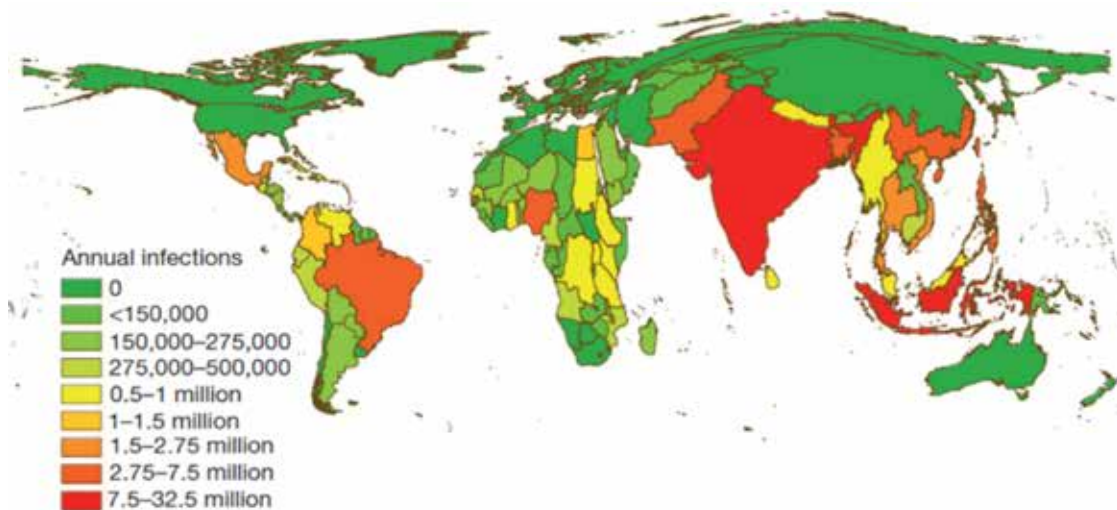 Annual infections
0
<150,000
150,000–275,000
275,000–500,000
0.5–1 million
1–1.5 million
1.5–2.75 million
2.75–7.5 million
7.5–32.5 million